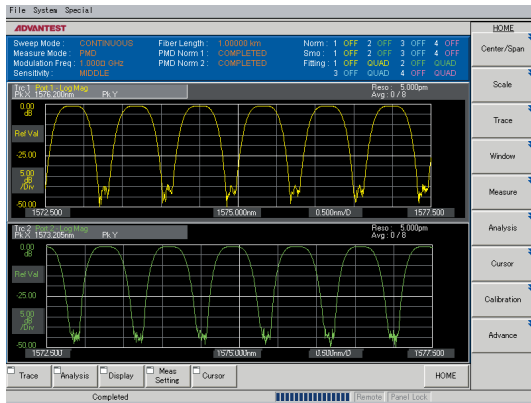 File System Special
ADVANTEST
HOME
Sweep Mode : CONTINUOUS Fiber Length : 1.00000 km Norm : 1 OFF 2 OFF 3 OFF 4 OFF
Measure Mode : PMD PMD Norm 1 : COMPLETED Smo : 1 OFF 2 OFF 3 OFF 4 OFF
Modulation Freq : 1.000G GHz PMD Norm 2 : COMPLETED Fitting : 1 OFF QUAD 2 OFF QUAD
Sensitivity : MIDDLE 3 OFF QUAD 4 OFF QUAD
Center/Span
Scale
Trace
Window
Measure
Analysis
Cursor
Calibration
Advance
Trc 1 Port 1-Log Mag Reso : 5.000pm
Pk X 1576.200nm Pk Y Avg : 0 / 8
0.00
dB
Ref Val
-25.00
5.00
dB
/Div
-50.00
1572.500 1575.000nm 0.500nm/D 1577.500
Trc 2 Port 2-Log Mag Reso : 5.000pm
Pk X 1573.205nm Pk Y Avg : 0 / 8
0.00
dB
Ref Val
-25.00
5.00
dB
/Div
-50.00
1572.500 1575.000nm 0.500nm/D 1577.500
Trace Analysis Display Meas Setting Cursor HOME
Completed Remote Panel Lock